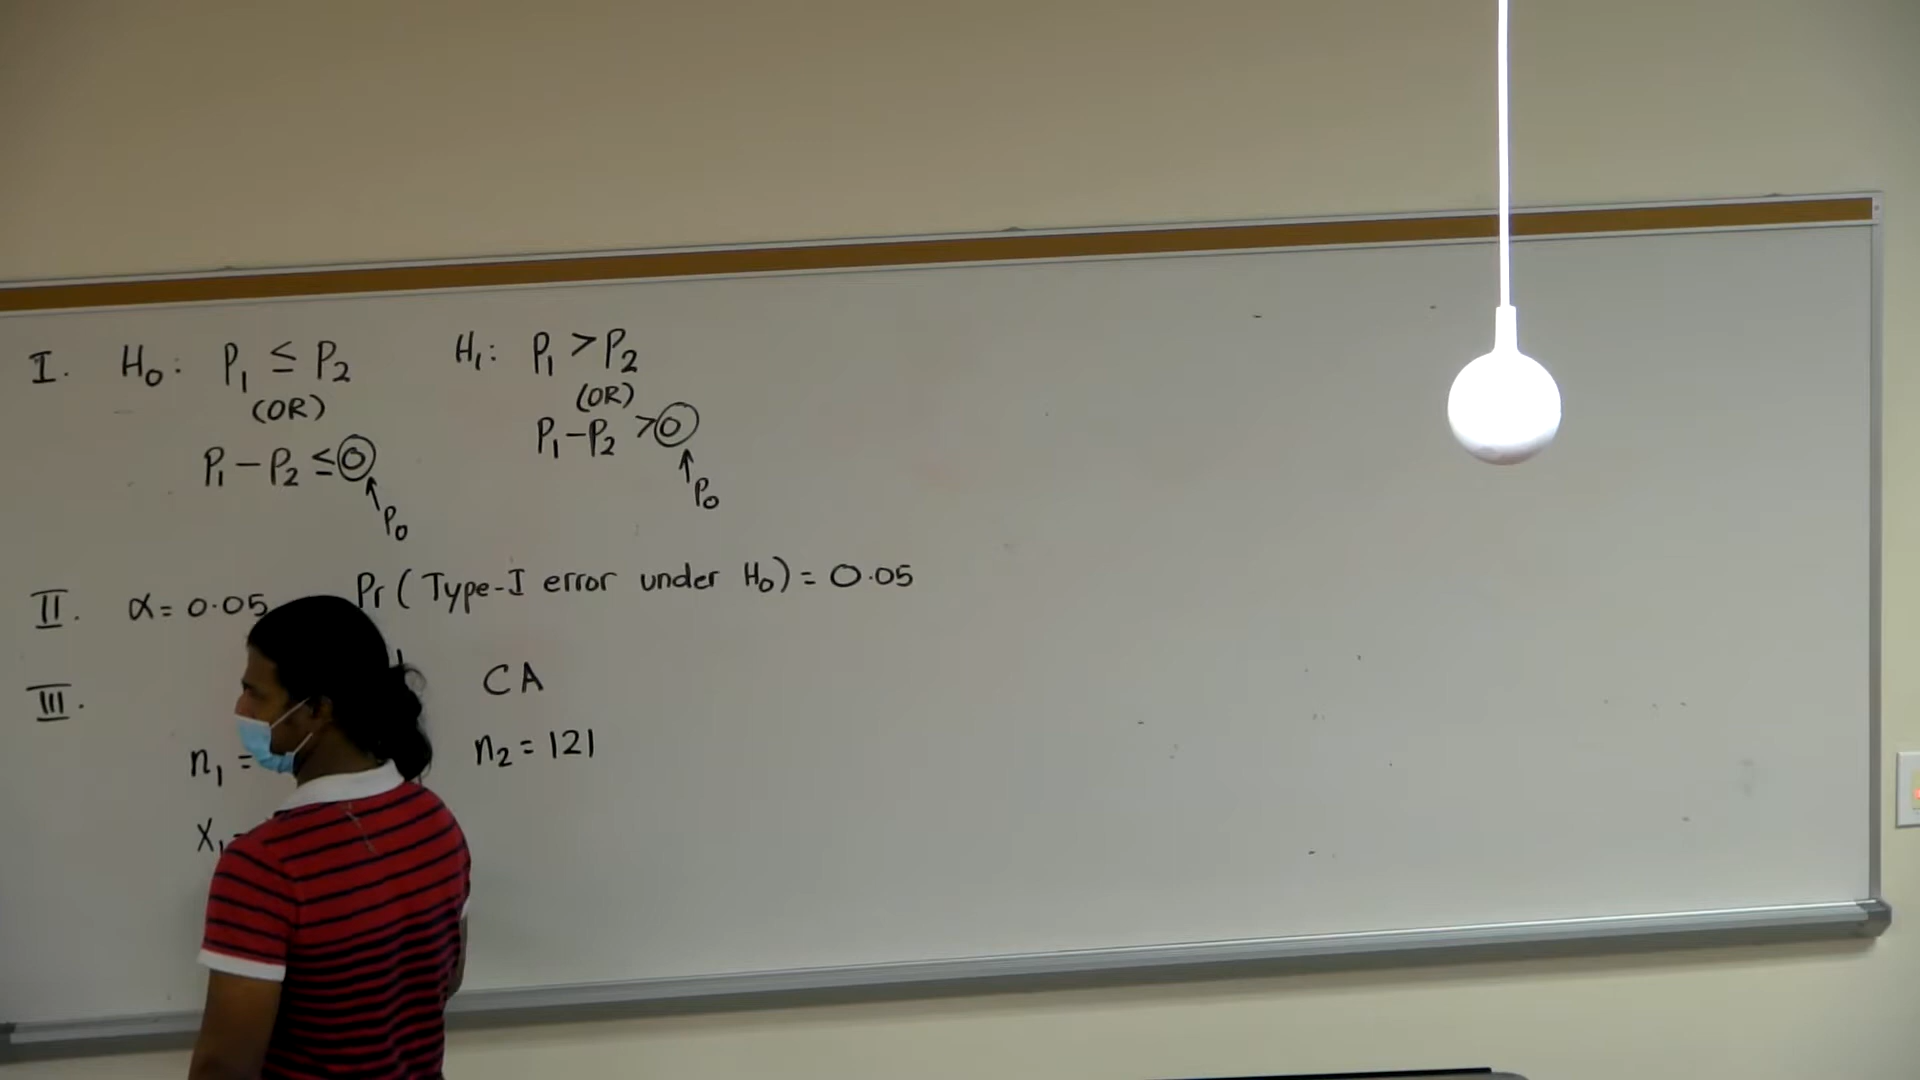 I. H₀: P₁ ≤ P₂ H₁: P₁ > P₂
(OR) (OR)
P₁ - P₂ ≤ 0 P₁ - P₂ > 0
P₀ P₀
II. α = 0.05 Pr (Type-I error under H₀) = 0.05
III. CA
n₁ = n₂ = 121
X₁